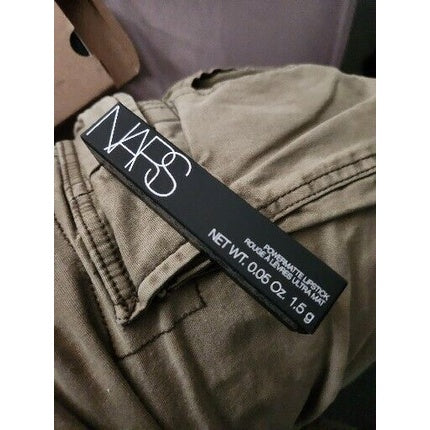 NARS
POWERMATTE LIPSTICK
ROUGE À LÈVRES ULTRA MAT
NET WT. 0.05 Oz. 1.5 g